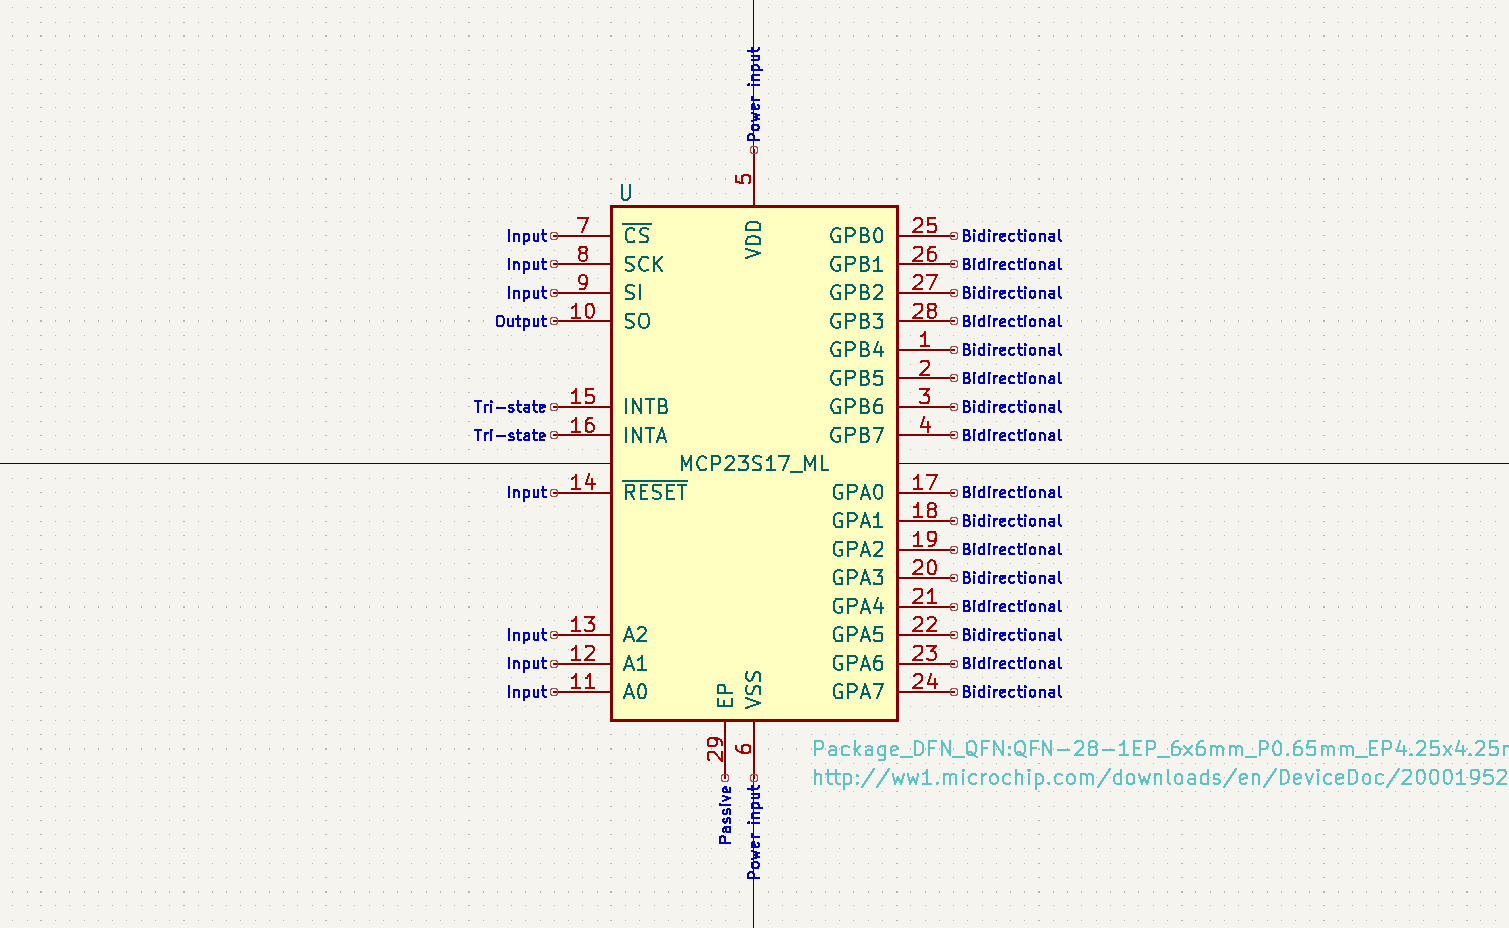 Power input
5
U
VDD
Input 7 CS
Input 8 SCK
Input 9 SI
Output 10 SO
Tri-state 15 INTB
Tri-state 16 INTA
MCP23S17_ML
Input 14 RESET
Input 13 A2
Input 12 A1
Input 11 A0
GPB0 25 Bidirectional
GPB1 26 Bidirectional
GPB2 27 Bidirectional
GPB3 28 Bidirectional
GPB4 1 Bidirectional
GPB5 2 Bidirectional
GPB6 3 Bidirectional
GPB7 4 Bidirectional
GPA0 17 Bidirectional
GPA1 18 Bidirectional
GPA2 19 Bidirectional
GPA3 20 Bidirectional
GPA4 21 Bidirectional
GPA5 22 Bidirectional
GPA6 23 Bidirectional
GPA7 24 Bidirectional
EP
VSS
29
6
Passive
Power input
Package_DFN_QFN:QFN-28-1EP_6x6mm_P0.65mm_EP4.25x4.25m
http://ww1.microchip.com/downloads/en/DeviceDoc/20001952